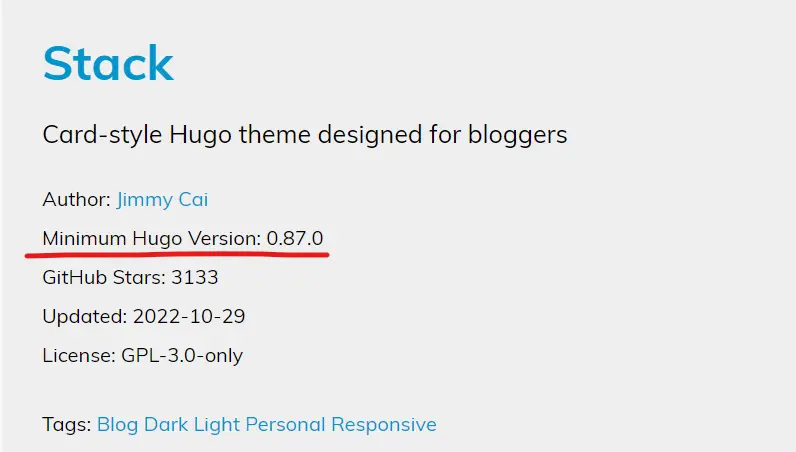 Stack
Card-style Hugo theme designed for bloggers
Author: Jimmy Cai
Minimum Hugo Version: 0.87.0
GitHub Stars: 3133
Updated: 2022-10-29
License: GPL-3.0-only
Tags: Blog Dark Light Personal Responsive